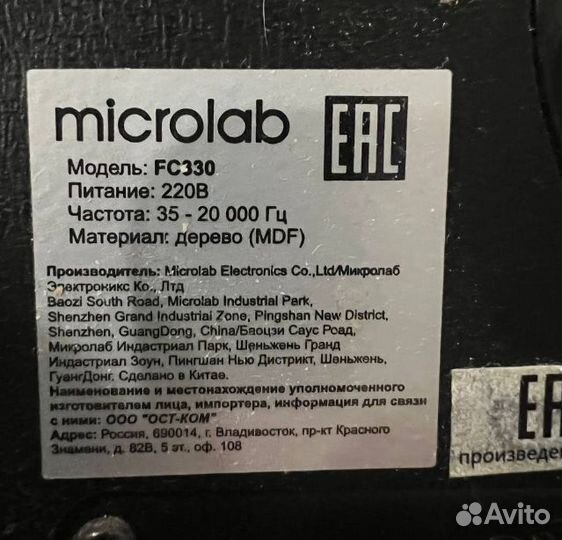 microlab
EAC
Модель: FC330
Питание: 220В
Частота: 35 - 20 000 Гц
Материал: дерево (MDF)
Производитель: Microlab Electronics Co.,Ltd/Микролаб
Электрокикс Ко., Лтд
Baozi South Road, Microlab Industrial Park,
Shenzhen Grand Industrial Zone, Pingshan New District,
Shenzhen, GuangDong, China/Баоцзи Саус Роад,
Микролаб Индастриал Парк, Шеньжень Гранд
Индастриал Зоун, Пингшан Нью Дистрикт, Шеньжень,
ГуангДонг. Сделано в Китае.
Наименование и местонахождение уполномоченного
изготовителем лица, импортера, информация для связи
с ними: ООО "ОСТ-КОМ"
Адрес: Россия, 690014, г. Владивосток, пр-кт Красного
Знамени, д. 82В, 5 эт., оф. 108
EA
произведе
Avito